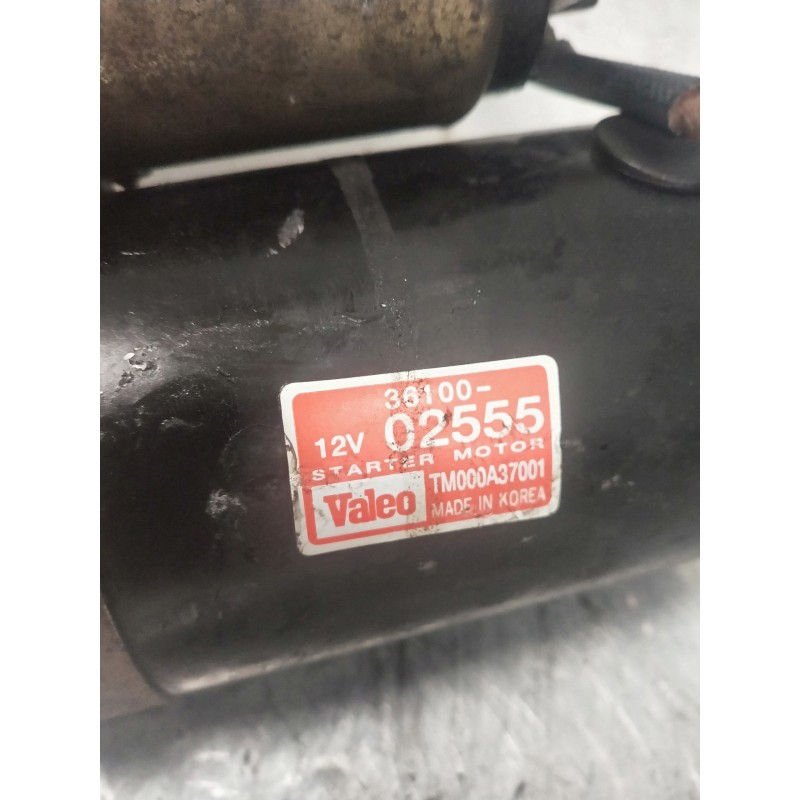 36100-
12V 02555
STARTER MOTOR
Valeo TM000A37001
MADE IN KOREA